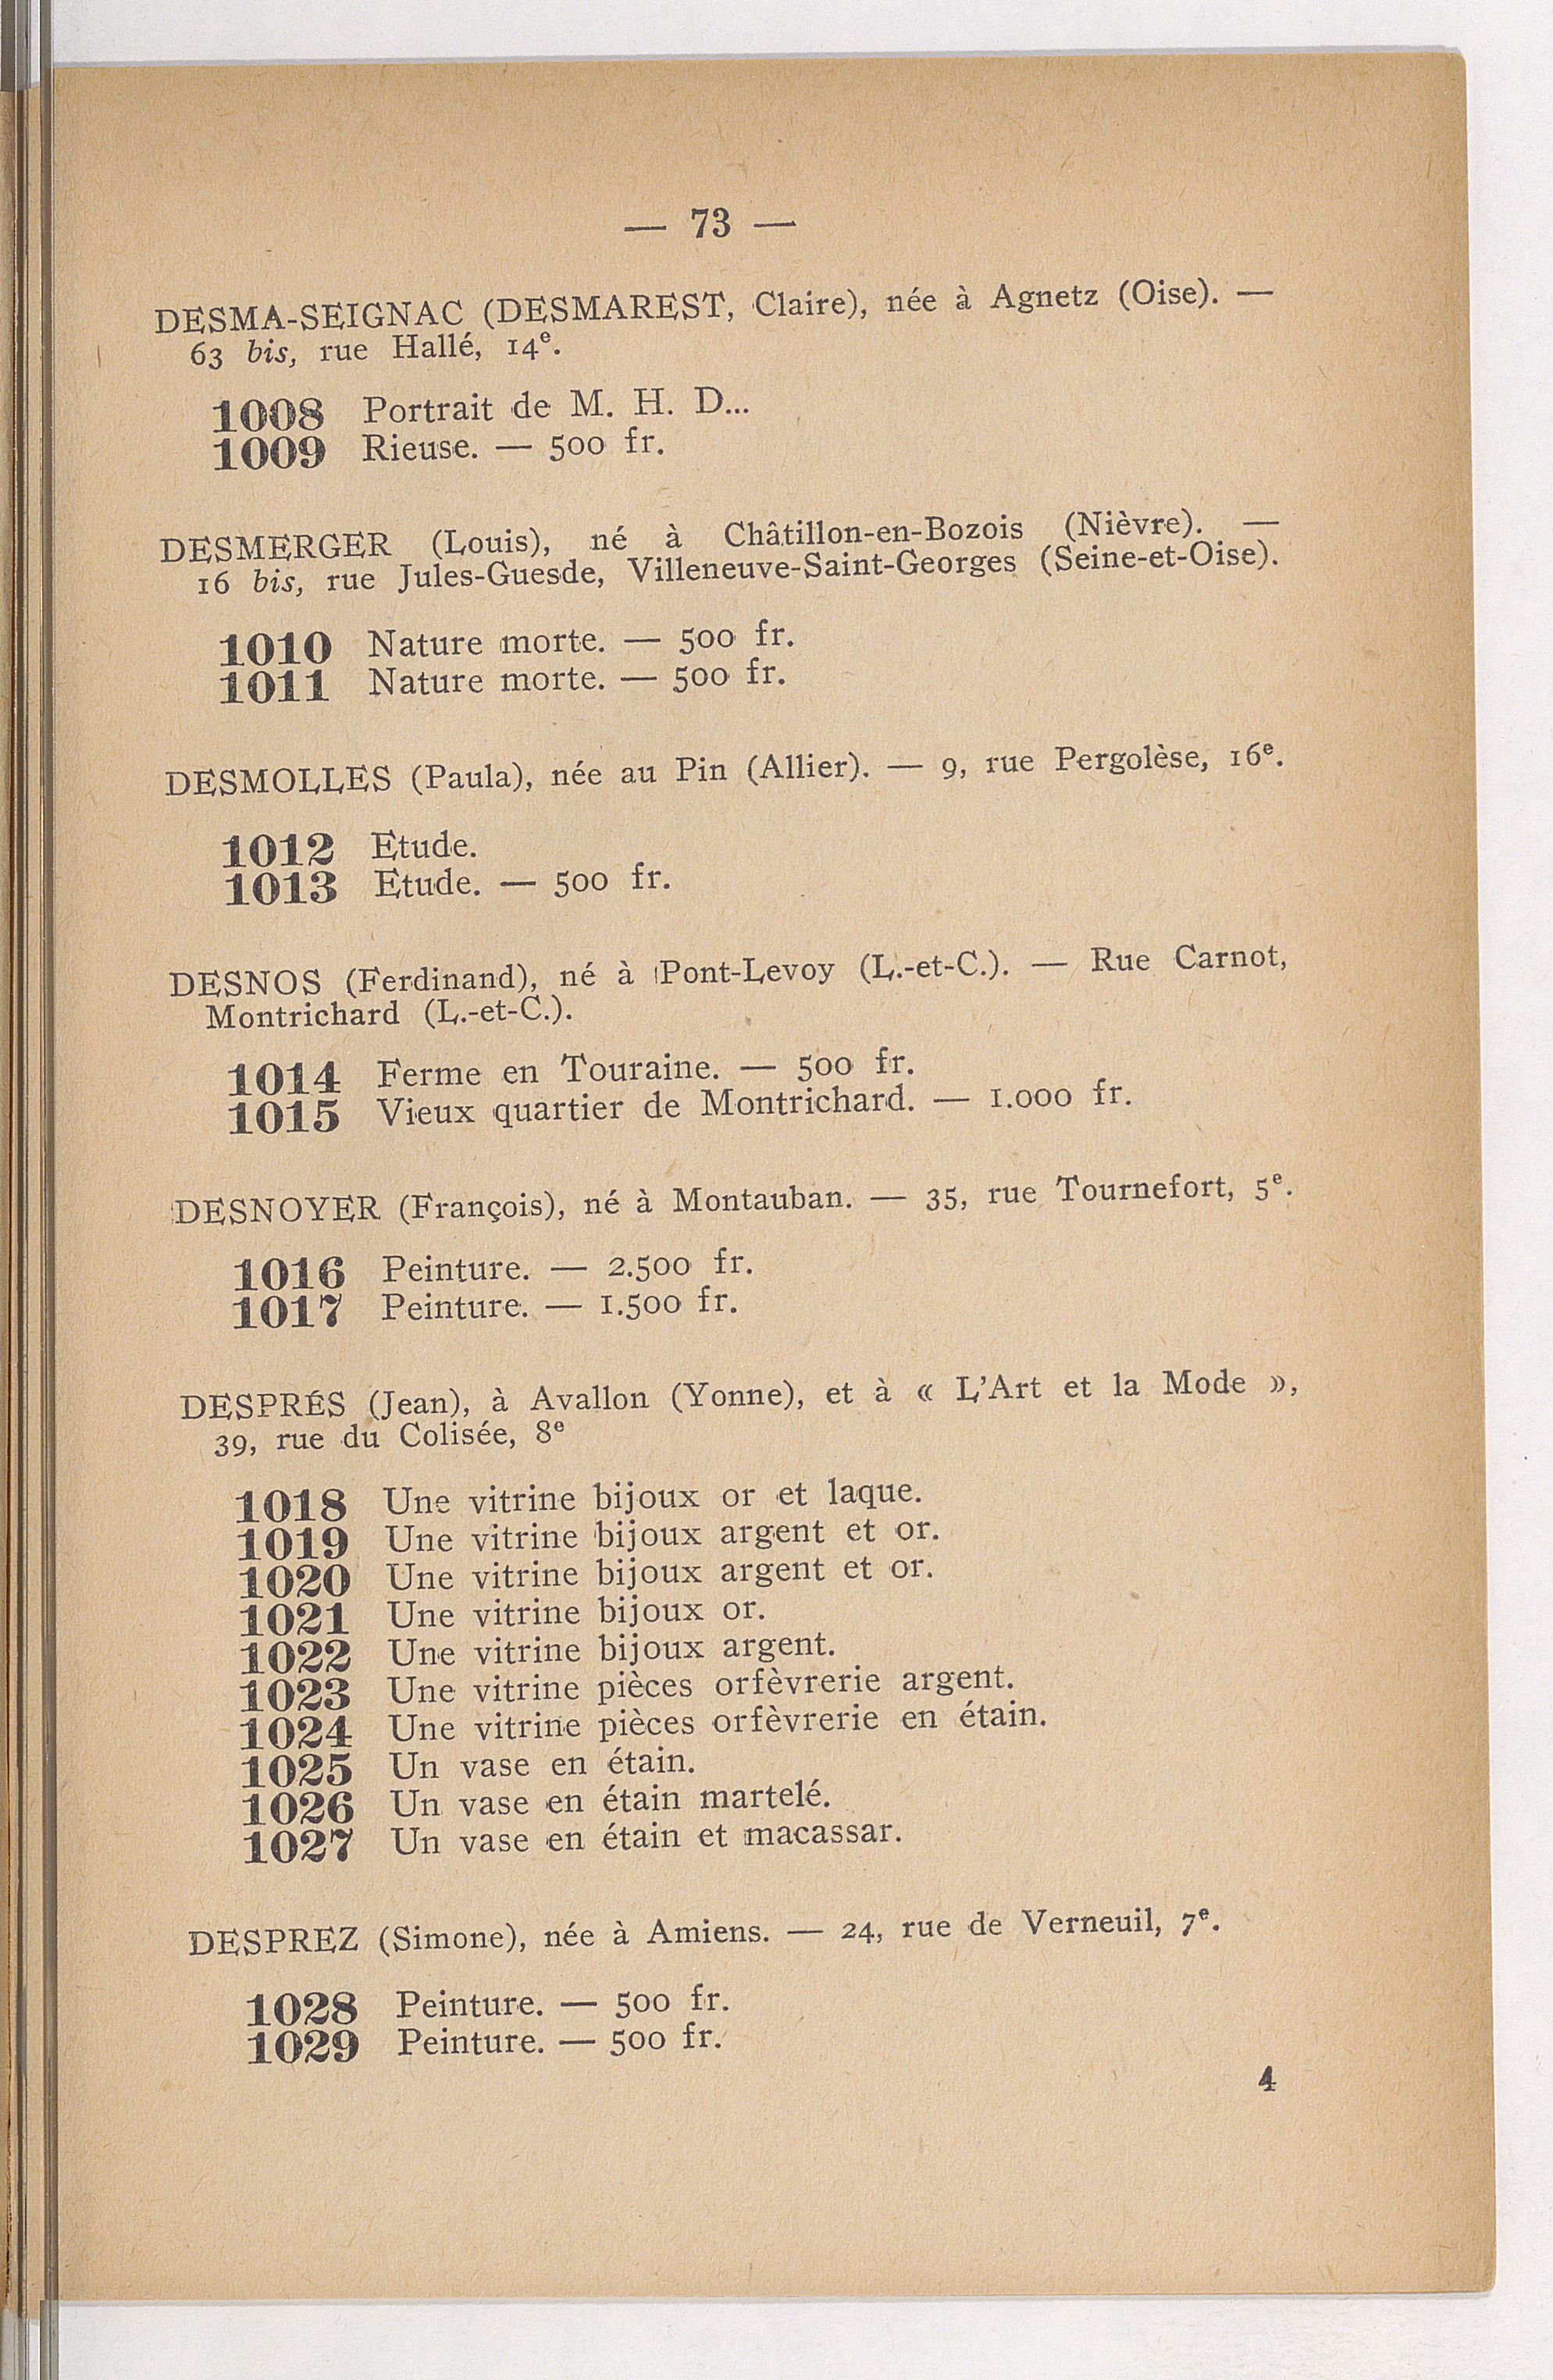 — 73 —
DESMA-SEIGNAC (DESMAREST, Claire), née à Agnetz (Oise). —
63 bis, rue Hallé, 14e.
1008 Portrait de M. H. D...
1009 Rieuse. — 500 fr.
DESMERGER (Louis), né à Châtillon-en-Bozois (Nièvre). —
16 bis, rue Jules-Guesde, Villeneuve-Saint-Georges (Seine-et-Oise).
1010 Nature morte. — 500 fr.
1011 Nature morte. — 500 fr.
DESMOLLES (Paula), née au Pin (Allier). — 9, rue Pergolèse, 16e.
1012 Etude.
1013 Etude. — 500 fr.
DESNOS (Ferdinand), né à Pont-Levoy (L.-et-C.). — Rue Carnot,
Montrichard (L.-et-C.).
1014 Ferme en Touraine. — 500 fr.
1015 Vieux quartier de Montrichard. — 1.000 fr.
DESNOYER (François), né à Montauban. — 35, rue Tournefort, 5e.
1016 Peinture. — 2.500 fr.
1017 Peinture. — 1.500 fr.
DESPRÉS (Jean), à Avallon (Yonne), et à « L'Art et la Mode »,
39, rue du Colisée, 8e
1018 Une vitrine bijoux or et laque.
1019 Une vitrine bijoux argent et or.
1020 Une vitrine bijoux argent et or.
1021 Une vitrine bijoux or.
1022 Une vitrine bijoux argent.
1023 Une vitrine pièces orfèvrerie argent.
1024 Une vitrine pièces orfèvrerie en étain.
1025 Un vase en étain.
1026 Un vase en étain martelé.
1027 Un vase en étain et macassar.
DESPREZ (Simone), née à Amiens. — 24, rue de Verneuil, 7e.
1028 Peinture. — 500 fr.
1029 Peinture. — 500 fr.
4